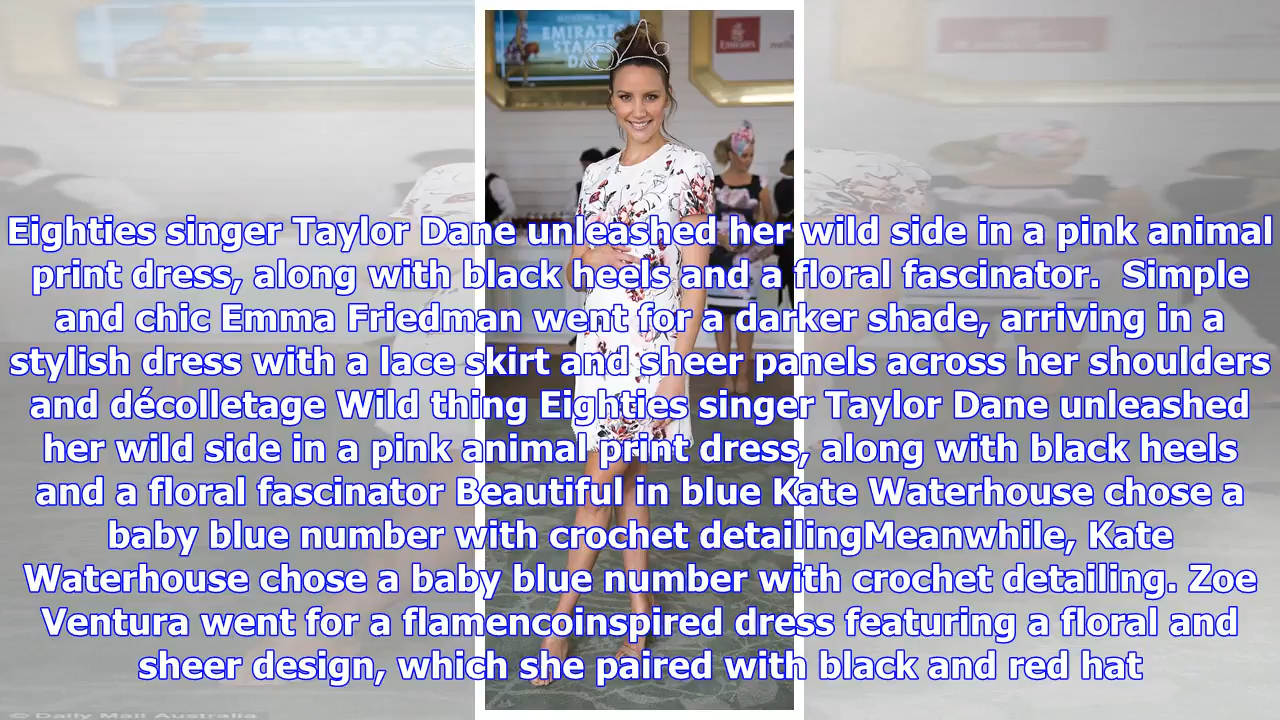 EMIRATES
STAKES
DAY
Emirates
Eighties singer Taylor Dane unleashed her wild side in a pink animal
print dress, along with black heels and a floral fascinator.  Simple
and chic Emma Friedman went for a darker shade, arriving in a
stylish dress with a lace skirt and sheer panels across her shoulders
and décolletage Wild thing Eighties singer Taylor Dane unleashed
her wild side in a pink animal print dress, along with black heels
and a floral fascinator Beautiful in blue Kate Waterhouse chose a
baby blue number with crochet detailingMeanwhile, Kate
Waterhouse chose a baby blue number with crochet detailing. Zoe
Ventura went for a flamencoinspired dress featuring a floral and
sheer design, which she paired with black and red hat
© Daily Mail Australia